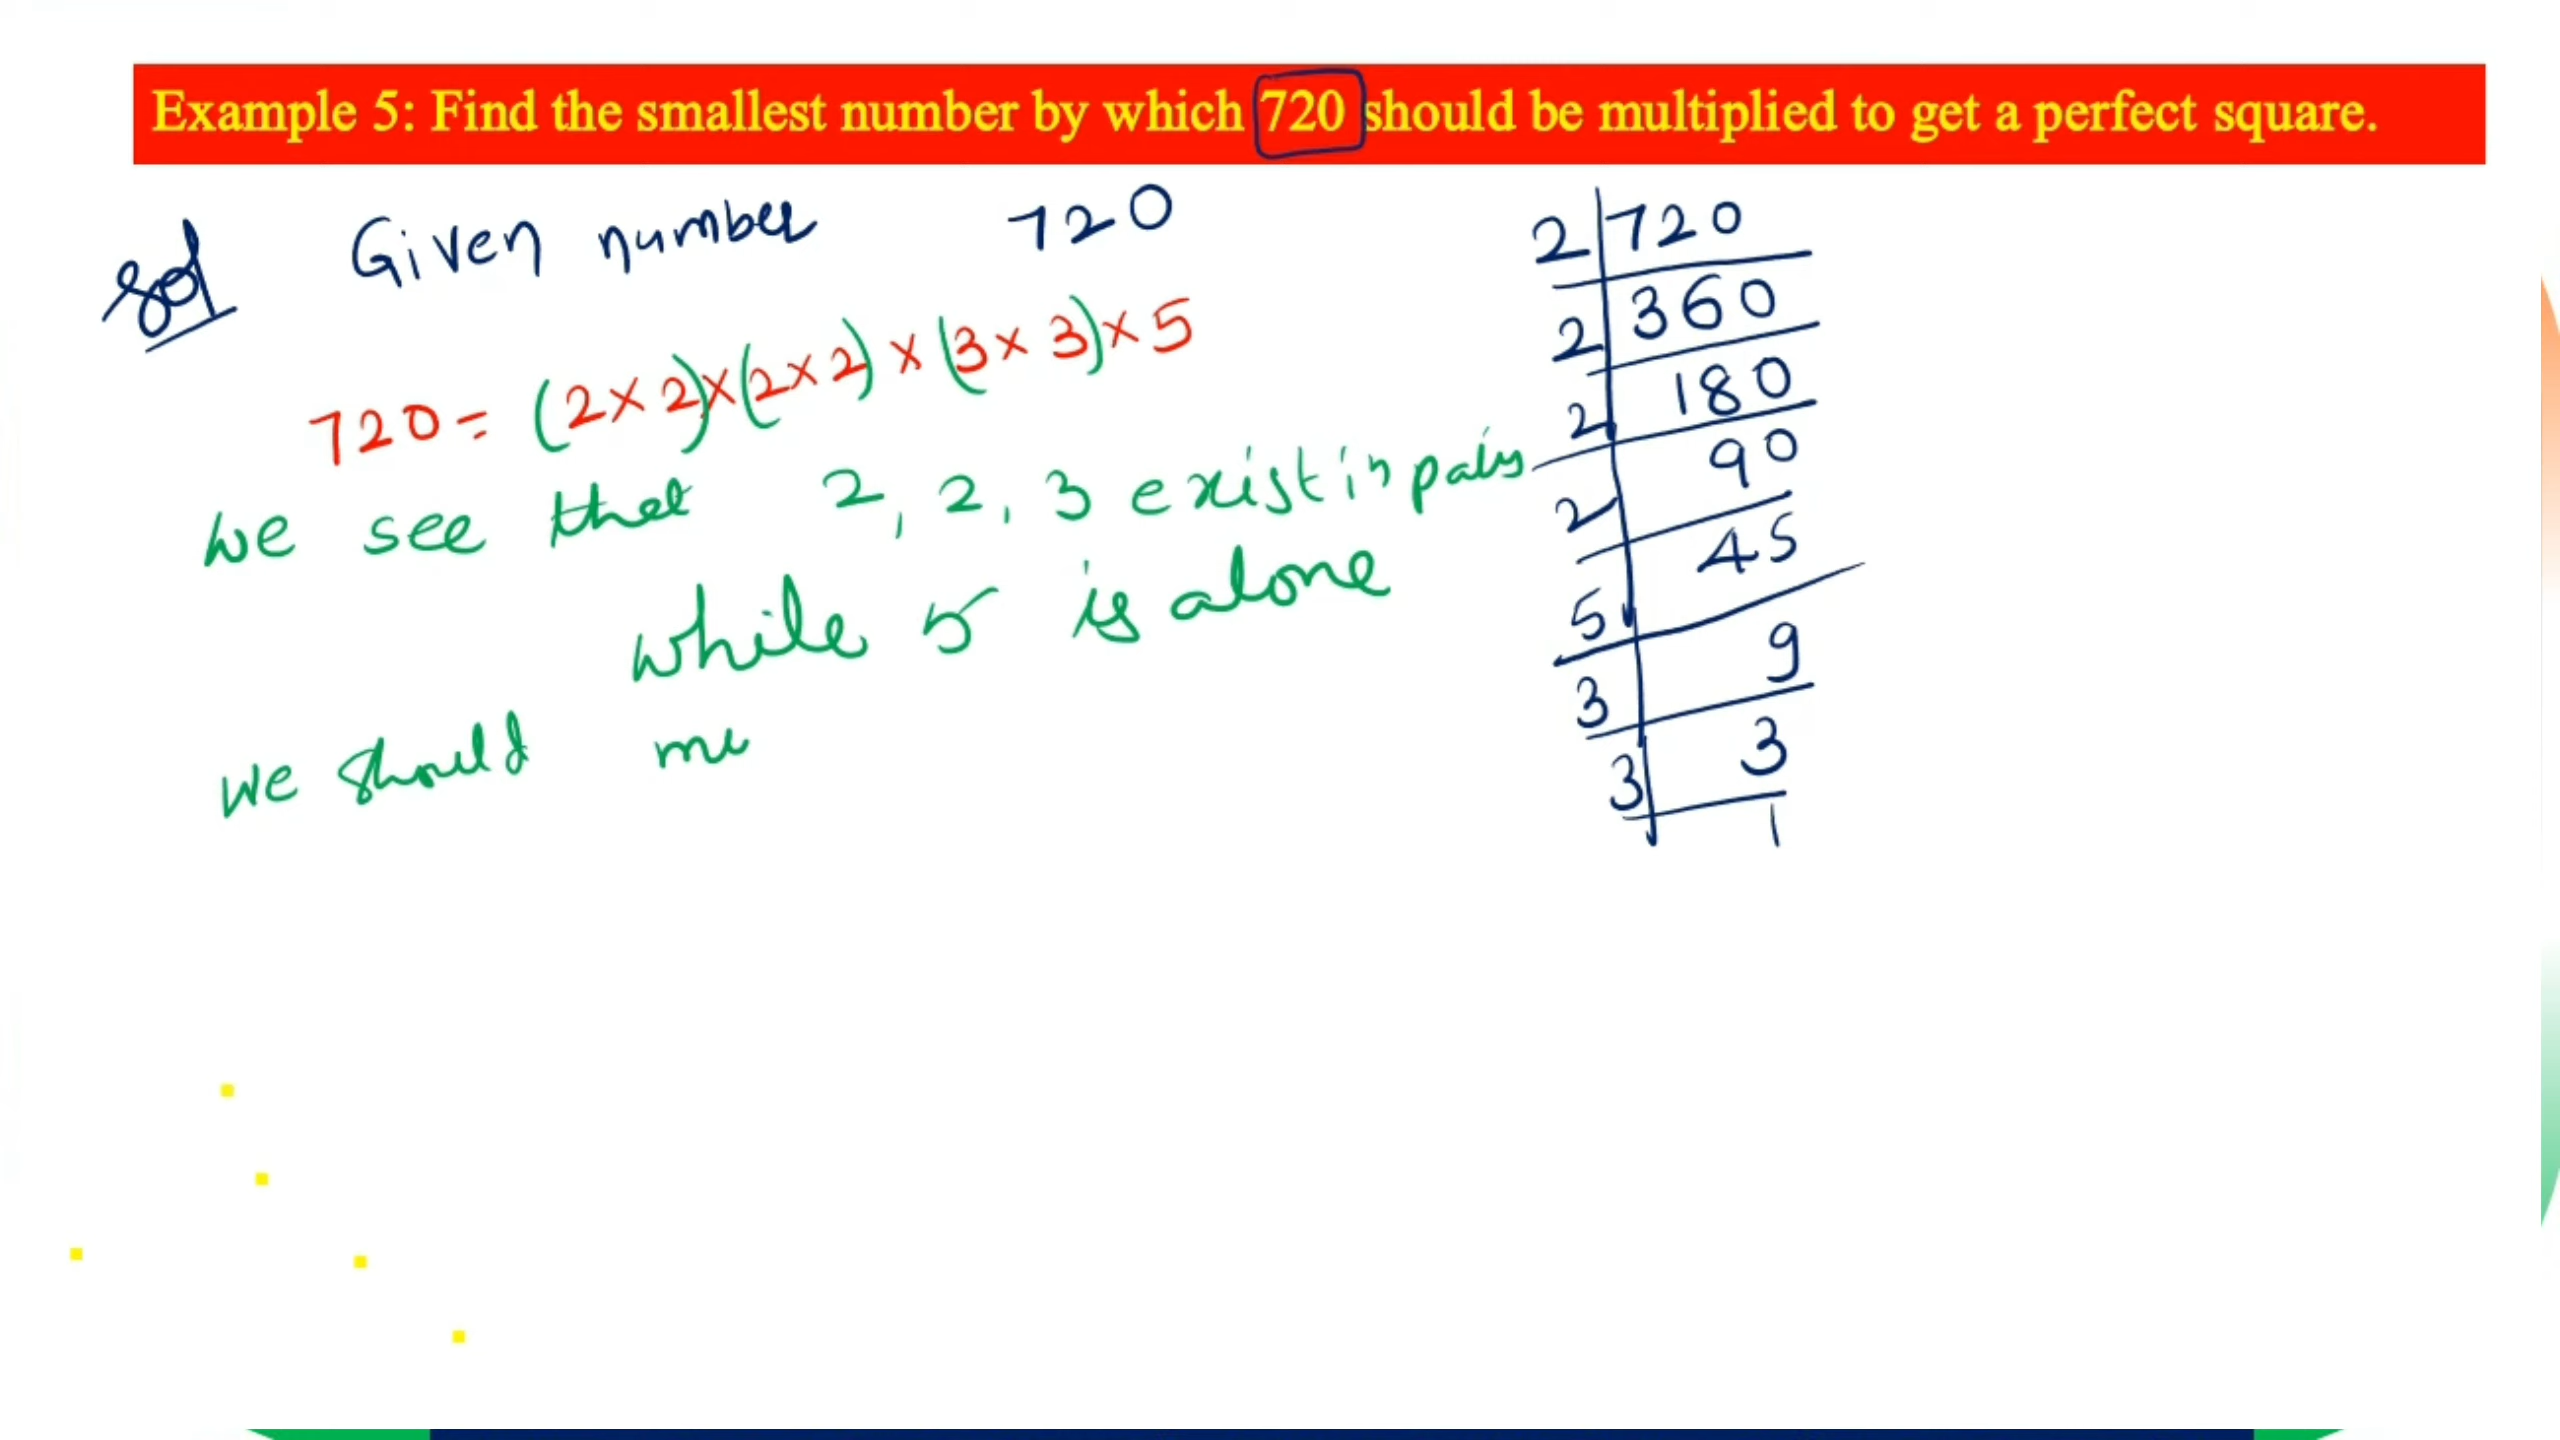 Example 5: Find the smallest number by which 720 should be multiplied to get a perfect square.
Sol Given number 720
720 = (2 × 2) × (2 × 2) × (3 × 3) × 5
We see that 2, 2, 3 exist in pairs
while 5 is alone
we should mu
2 720
2 360
2 180
2 90
5 45
3 9
3 3
1